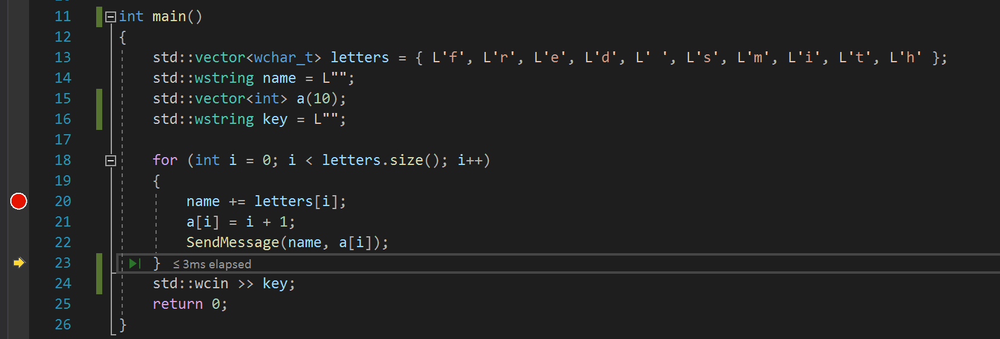 11 int main()
12 {
13 std::vector<wchar_t> letters = { L'f', L'r', L'e', L'd', L' ', L's', L'm', L'i', L't', L'h' };
14 std::wstring name = L"";
15 std::vector<int> a(10);
16 std::wstring key = L"";
17
18 for (int i = 0; i < letters.size(); i++)
19 {
20 name += letters[i];
21 a[i] = i + 1;
22 SendMessage(name, a[i]);
23 } ≤ 3ms elapsed
24 std::wcin >> key;
25 return 0;
26 }